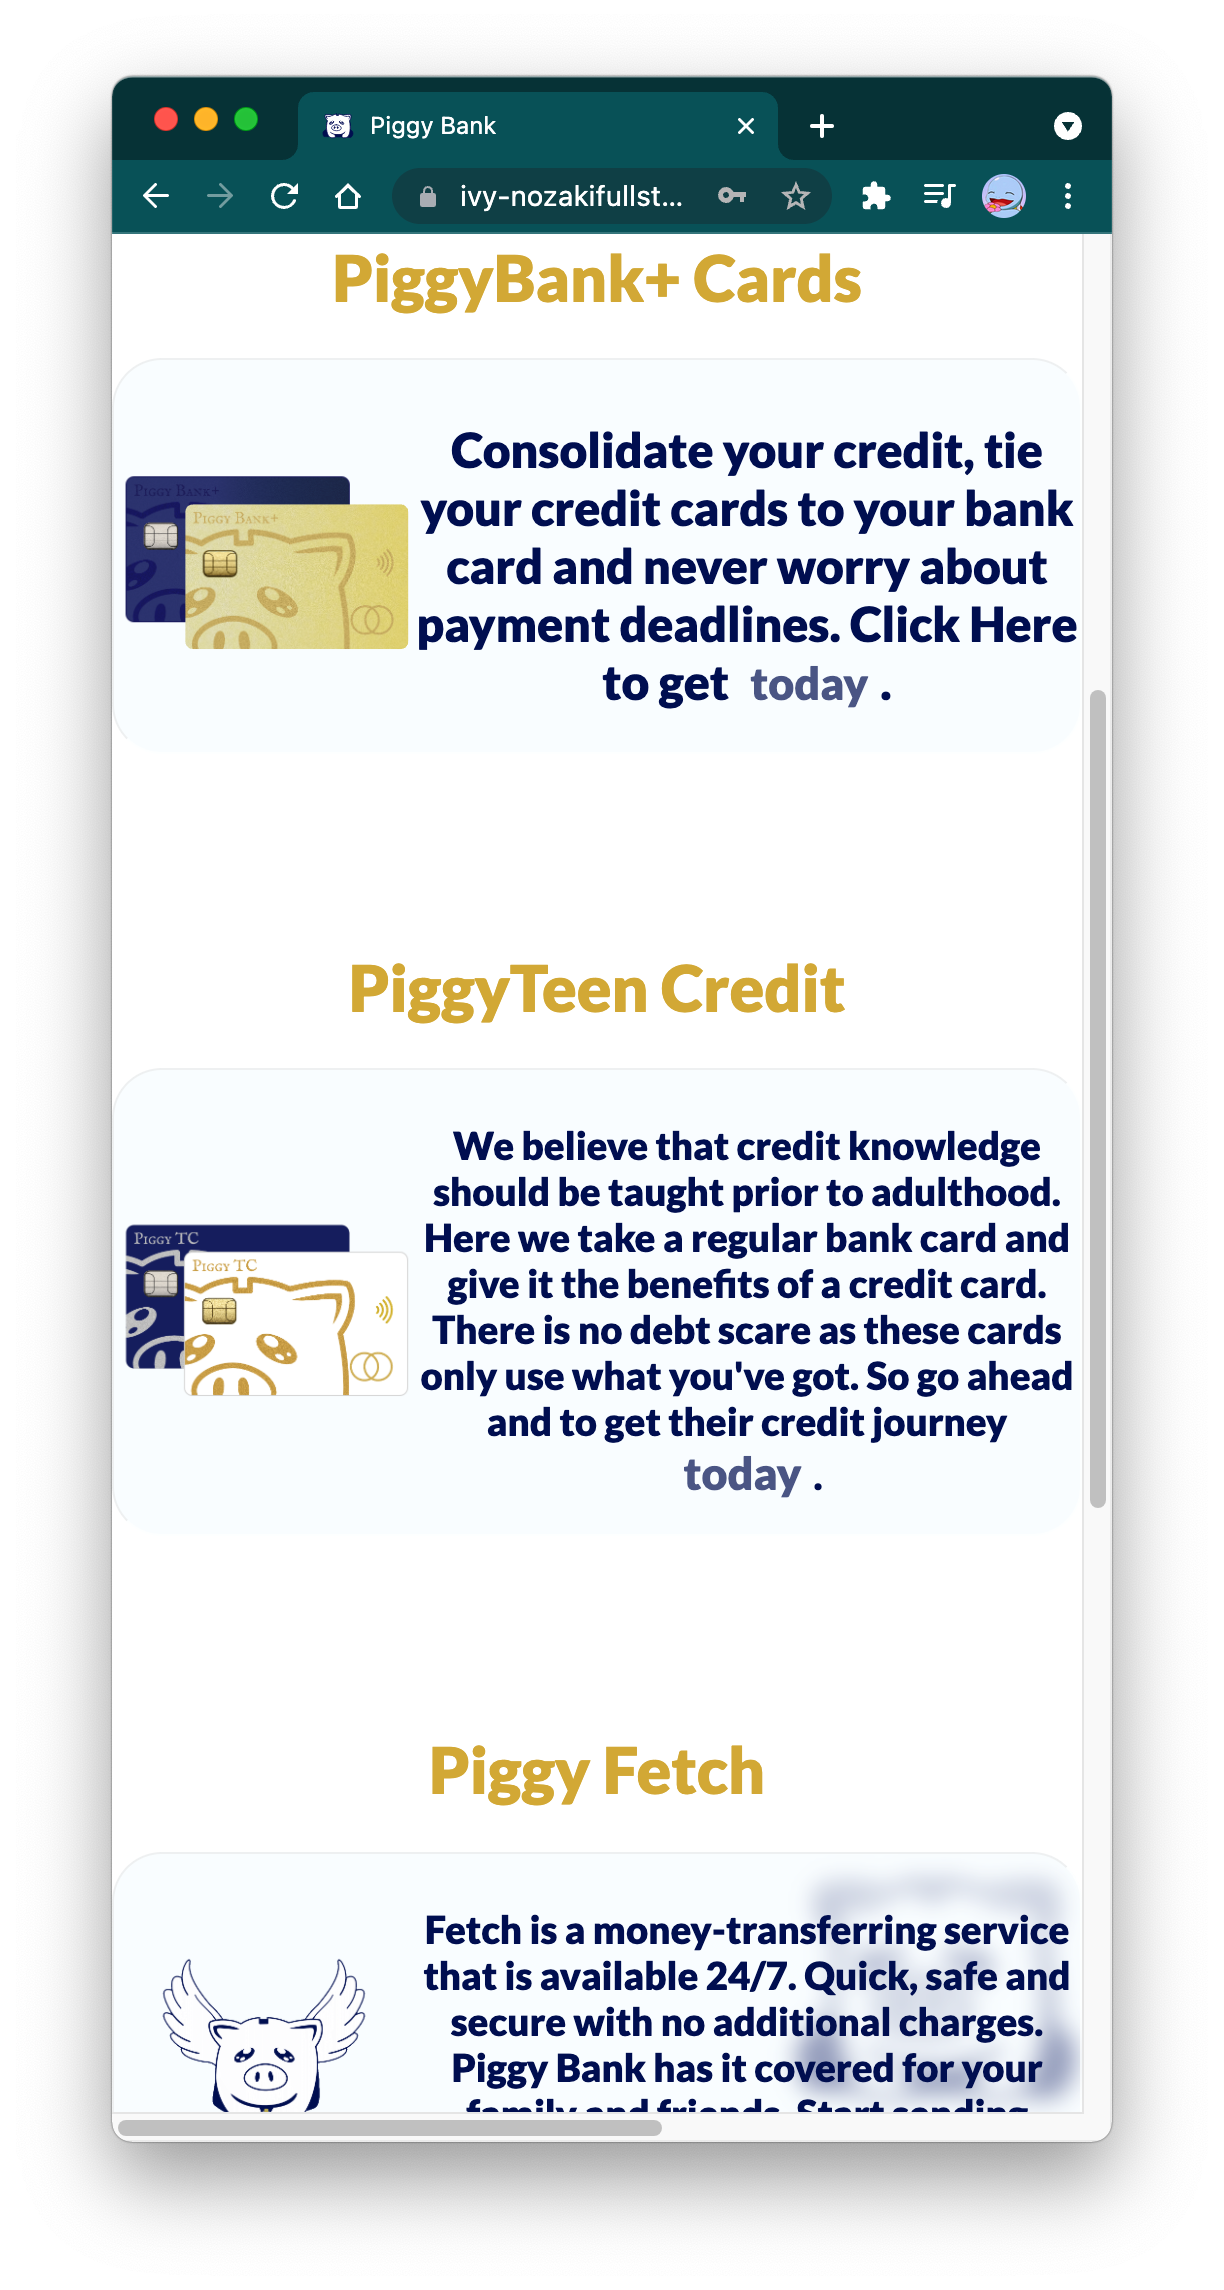 Piggy Bank
ivy-nozakifullst...
PiggyBank+ Cards
Piggy Bank+
Piggy Bank+
Consolidate your credit, tie
your credit cards to your bank
card and never worry about
payment deadlines. Click Here
to get today .
PiggyTeen Credit
Piggy TC
Piggy TC
We believe that credit knowledge
should be taught prior to adulthood.
Here we take a regular bank card and
give it the benefits of a credit card.
There is no debt scare as these cards
only use what you've got. So go ahead
and to get their credit journey
today .
Piggy Fetch
Fetch is a money-transferring service
that is available 24/7. Quick, safe and
secure with no additional charges.
Piggy Bank has it covered for your
family and friends. Start sending